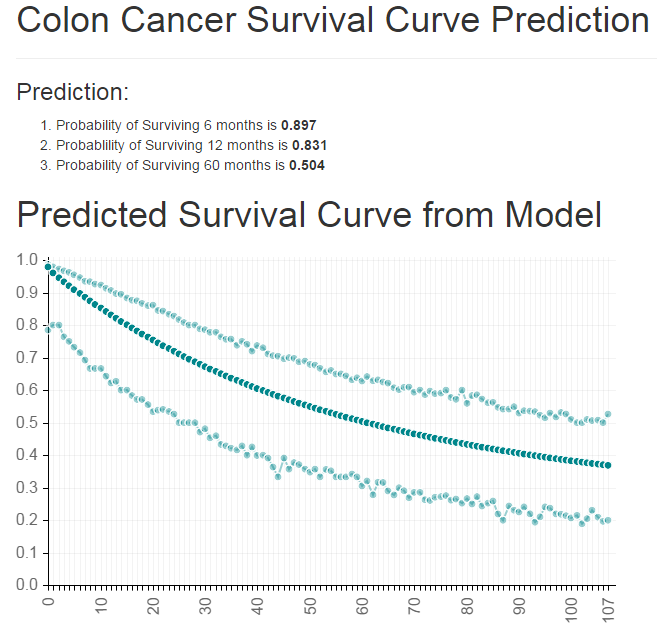 Colon Cancer Survival Curve Prediction
Prediction:
1. Probability of Surviving 6 months is 0.897
2. Probablility of Surviving 12 months is 0.831
3. Probability of Surviving 60 months is 0.504
Predicted Survival Curve from Model
1.0
0.9
0.8
0.7
0.6
0.5
0.4
0.3
0.2
0.1
0.0
0 10 20 30 40 50 60 70 80 90 100 107